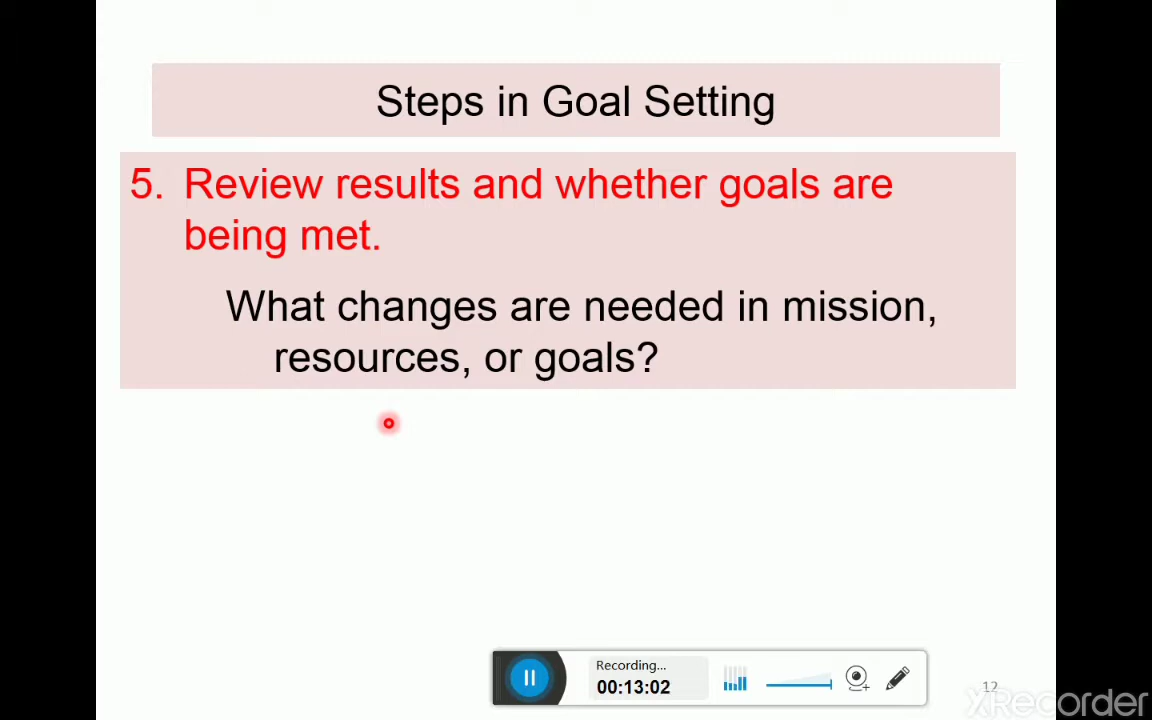 Steps in Goal Setting
5. Review results and whether goals are
being met.
What changes are needed in mission,
resources, or goals?
Recording...
00:13:02
12
XRecorder